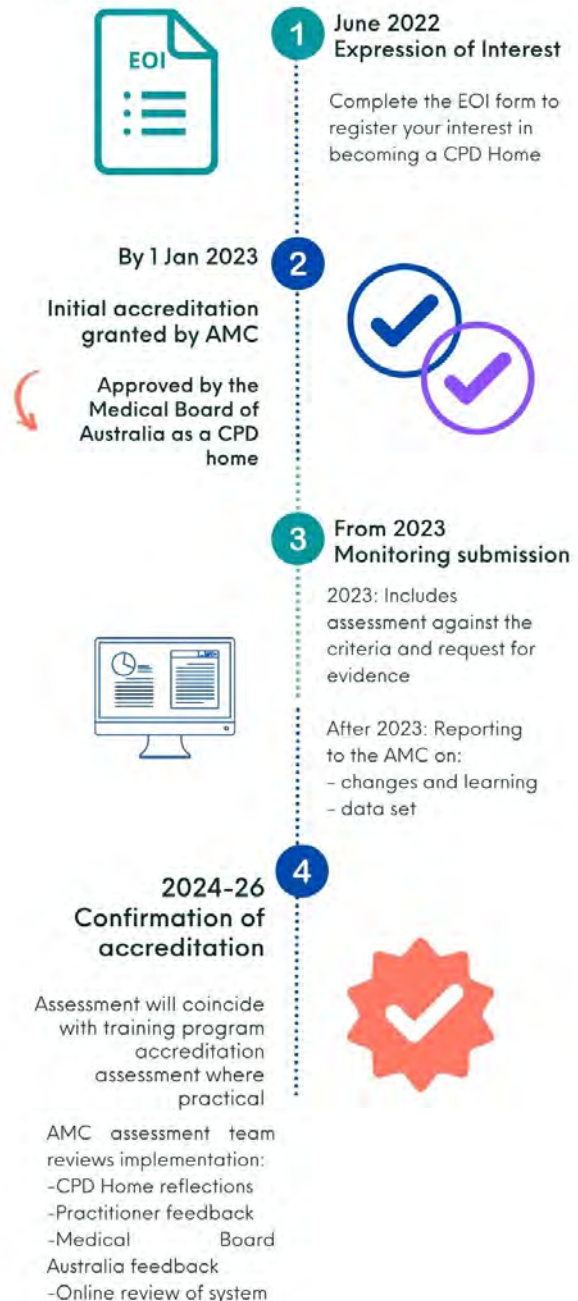 EOI
1
June 2022
Expression of Interest
Complete the EOI form to
register your interest in
becoming a CPD Home
By 1 Jan 2023
2
Initial accreditation
granted by AMC
Approved by the
Medical Board of
Australia as a CPD
home
3
From 2023
Monitoring submission
2023: Includes
assessment against the
criteria and request for
evidence
After 2023: Reporting
to the AMC on:
- changes and learning
- data set
4
2024-26
Confirmation of
accreditation
Assessment will coincide
with training program
accreditation
assessment where
practical
AMC assessment team
reviews implementation:
-CPD Home reflections
-Practitioner feedback
-Medical Board
Australia feedback
-Online review of system